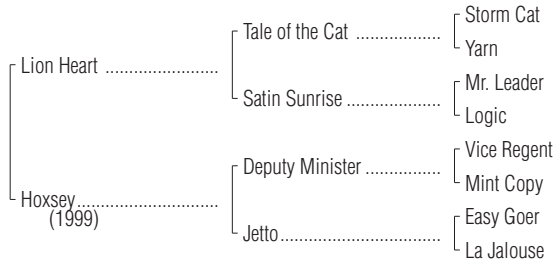 Storm Cat
Tale of the Cat ..................
Yarn
Lion Heart ........................
Mr. Leader
Satin Sunrise ....................
Logic
Vice Regent
Deputy Minister ................
Mint Copy
Hoxsey..............................
(1999)
Easy Goer
Jetto..................................
La Jalouse